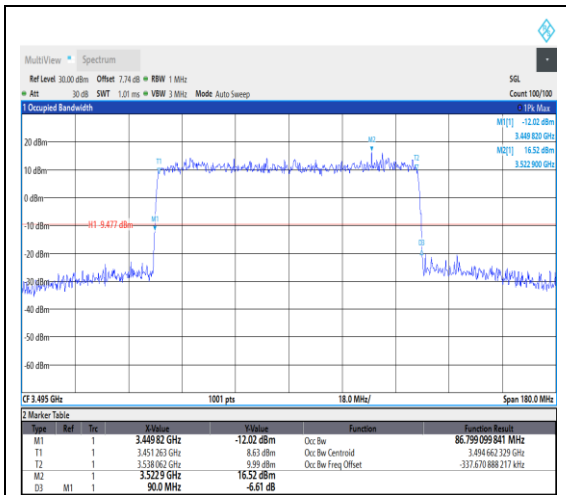 MultiView Spectrum
Ref Level 30.00 dBm Offset 7.74 dB RBW 1 MHz SGL
Att 30 dB SWT 1.01 ms VBW 3 MHz Mode Auto Sweep Count 100/100
1 Occupied Bandwidth 1Pk Max
M1[1] -12.02 dBm
3.449 820 GHz
M2[1] 16.52 dBm
3.522 900 GHz
20 dBm
M2
T1 T2
10 dBm
0 dBm
-10 dBm H1 -9.477 dBm M1
D3
-20 dBm
-30 dBm
-40 dBm
-50 dBm
-60 dBm
CF 3.495 GHz 1001 pts 18.0 MHz/ Span 180.0 MHz
2 Marker Table
Type Ref Trc X-Value Y-Value Function Function Result
M1 1 3.449 82 GHz -12.02 dBm Occ Bw 86.799 099 841 MHz
T1 1 3.451 263 GHz 8.63 dBm Occ Bw Centroid 3.494 662 329 GHz
T2 1 3.538 062 GHz 9.99 dBm Occ Bw Freq Offset -337.670 888 217 kHz
M2 1 3.522 9 GHz 16.52 dBm
D3 M1 1 90.0 MHz -6.61 dB